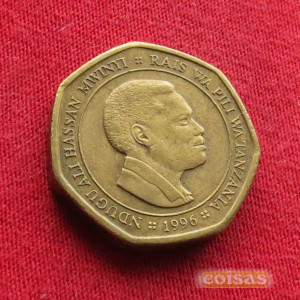 NDUGU ALI HASSAN MWINYI :: RAIS WA PILI WA TANZANIA :: 1996 ::
coisas